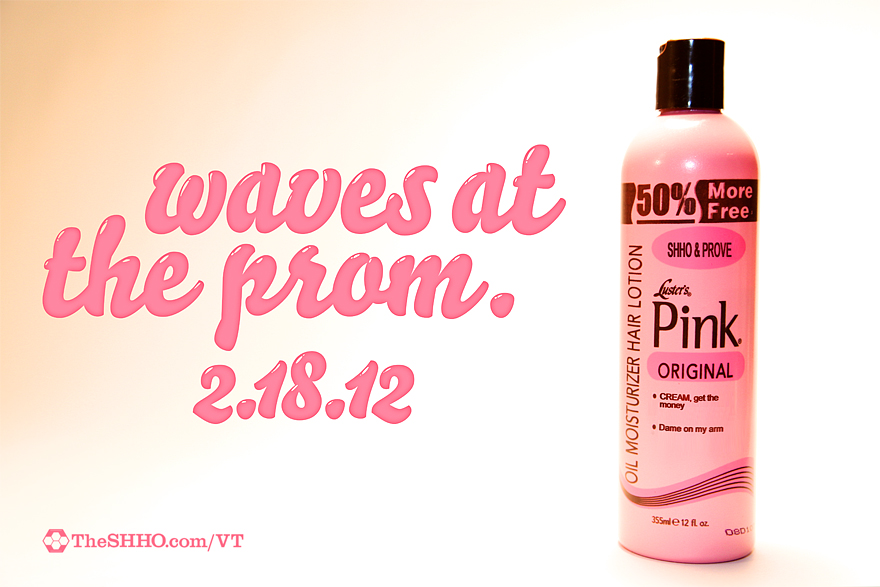 waves at
the prom.
2.18.12
TheSHHO.com/VT
50% More
Free
SHHO & PROVE
Luster's®
Pink®
ORIGINAL
OIL MOISTURIZER HAIR LOTION
• CREAM, get the
money
• Dame on my arm
355ml e 12 fl. oz.